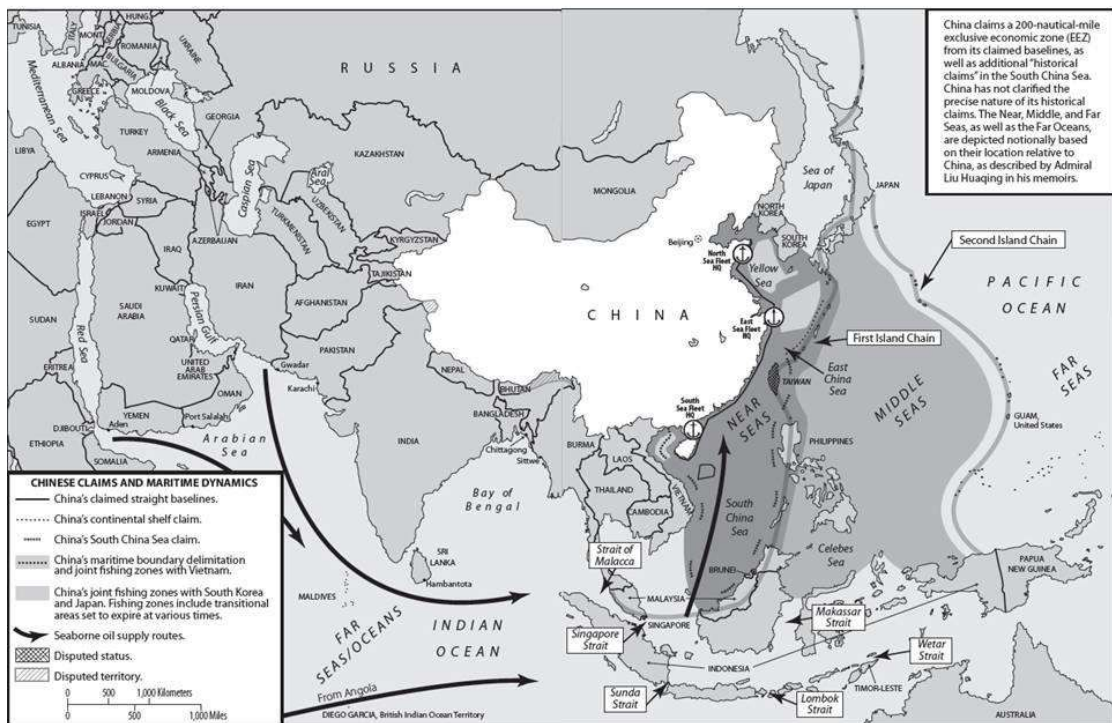 China claims a 200-nautical-mile
exclusive economic zone (EEZ)
from its claimed baselines, as
well as additional "historical
claims" in the South China Sea.
China has not clarified the
precise nature of its historical
claims. The Near, Middle, and Far
Seas, as well as the Far Oceans,
are depicted notionally based
on their location relative to
China, as described by Admiral
Liu Huaqing in his memoirs.
TUNISIA
ITALY
MONT.
SERBIA
HUNG.
ROMANIA
BULGARIA
UKRAINE
ALBANIA
MAC.
GREECE
MOLDOVA
Mediterranean Sea
Black Sea
GEORGIA
TURKEY
ARMENIA
LIBYA
CYPRUS
LEBANON
SYRIA
ISRAEL
JORDAN
EGYPT
AZERBAIJAN
IRAQ
IRAN
KUWAIT
Caspian Sea
Aral
Sea
RUSSIA
KAZAKHSTAN
UZBEKISTAN
TURKMENISTAN
KYRGYZSTAN
TAJIKISTAN
AFGHANISTAN
PAKISTAN
MONGOLIA
CHINA
Beijing
North
Sea Fleet
HQ
East
Sea Fleet
HQ
South
Sea Fleet
HQ
NORTH
KOREA
SOUTH
KOREA
Yellow
Sea
Sea of
Japan
JAPAN
Second Island Chain
PACIFIC
OCEAN
First Island Chain
East
China
Sea
TAIWAN
NEAR
SEAS
MIDDLE
SEAS
FAR
SEAS
GUAM,
United States
PHILIPPINES
SAUDI
ARABIA
Persian Gulf
QATAR
UNITED
ARAB
EMIRATES
OMAN
SUDAN
Red Sea
ERITREA
YEMEN
Aden
Port Salalah
DJIBOUTI
ETHIOPIA
SOMALIA
Arabian
Sea
Gwadar
Karachi
NEPAL
BHUTAN
BANGLADESH
INDIA
Chittagong
Sittwe
BURMA
LAOS
THAILAND
VIETNAM
CAMBODIA
Bay of
Bengal
SRI
LANKA
Hambantota
MALDIVES
FAR
SEAS/OCEANS
INDIAN
OCEAN
South
China
Sea
Celebes
Sea
BRUNEI
MALAYSIA
SINGAPORE
INDONESIA
PAPUA
NEW GUINEA
TIMOR-LESTE
AUSTRALIA
Strait of
Malacca
Singapore
Strait
Sunda
Strait
Lombok
Strait
Makassar
Strait
Wetar
Strait
From Angola
DIEGO GARCIA, British Indian Ocean Territory
CHINESE CLAIMS AND MARITIME DYNAMICS
China's claimed straight baselines.
China's continental shelf claim.
China's South China Sea claim.
China's maritime boundary delimitation
and joint fishing zones with Vietnam.
China's joint fishing zones with South Korea
and Japan. Fishing zones include transitional
areas set to expire at various times.
Seaborne oil supply routes.
Disputed status.
Disputed territory.
0 500 1,000 Kilometers
0 500 1,000 Miles